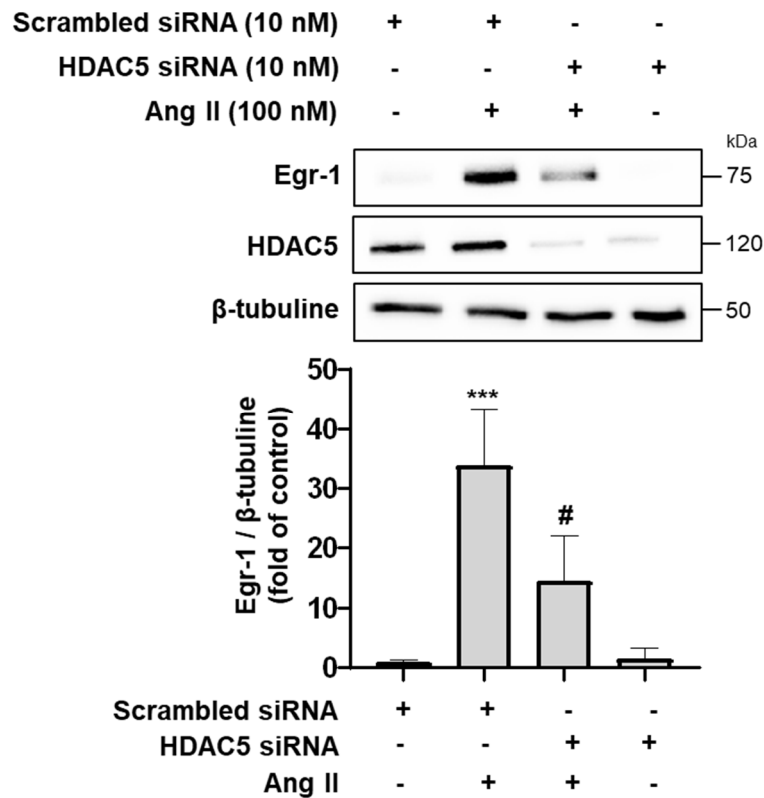 Scrambled siRNA (10 nM) + + - -
HDAC5 siRNA (10 nM) - - + +
Ang II (100 nM) - + + -
kDa
Egr-1 75
HDAC5 120
β-tubuline 50
Egr-1 / β-tubuline
(fold of control)
50
40
30
20
10
0
***
#
Scrambled siRNA + + - -
HDAC5 siRNA - - + +
Ang II - + + -